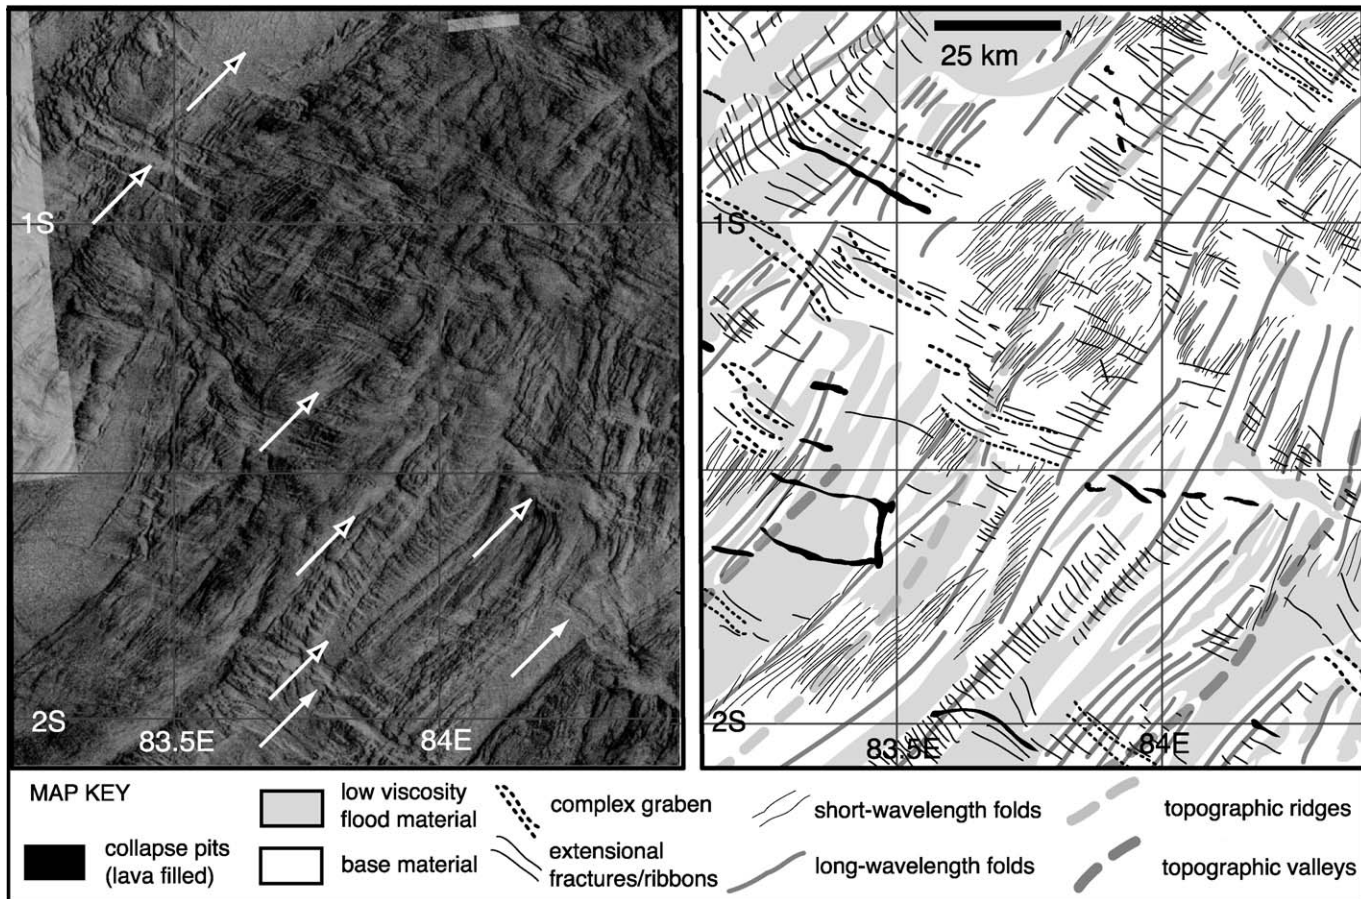 25 km
1S
1S
2S
83.5E
84E
2S
83.5E
84E
MAP KEY
collapse pits
(lava filled)
low viscosity
flood material
base material
complex graben
extensional
fractures/ribbons
short-wavelength folds
long-wavelength folds
topographic ridges
topographic valleys